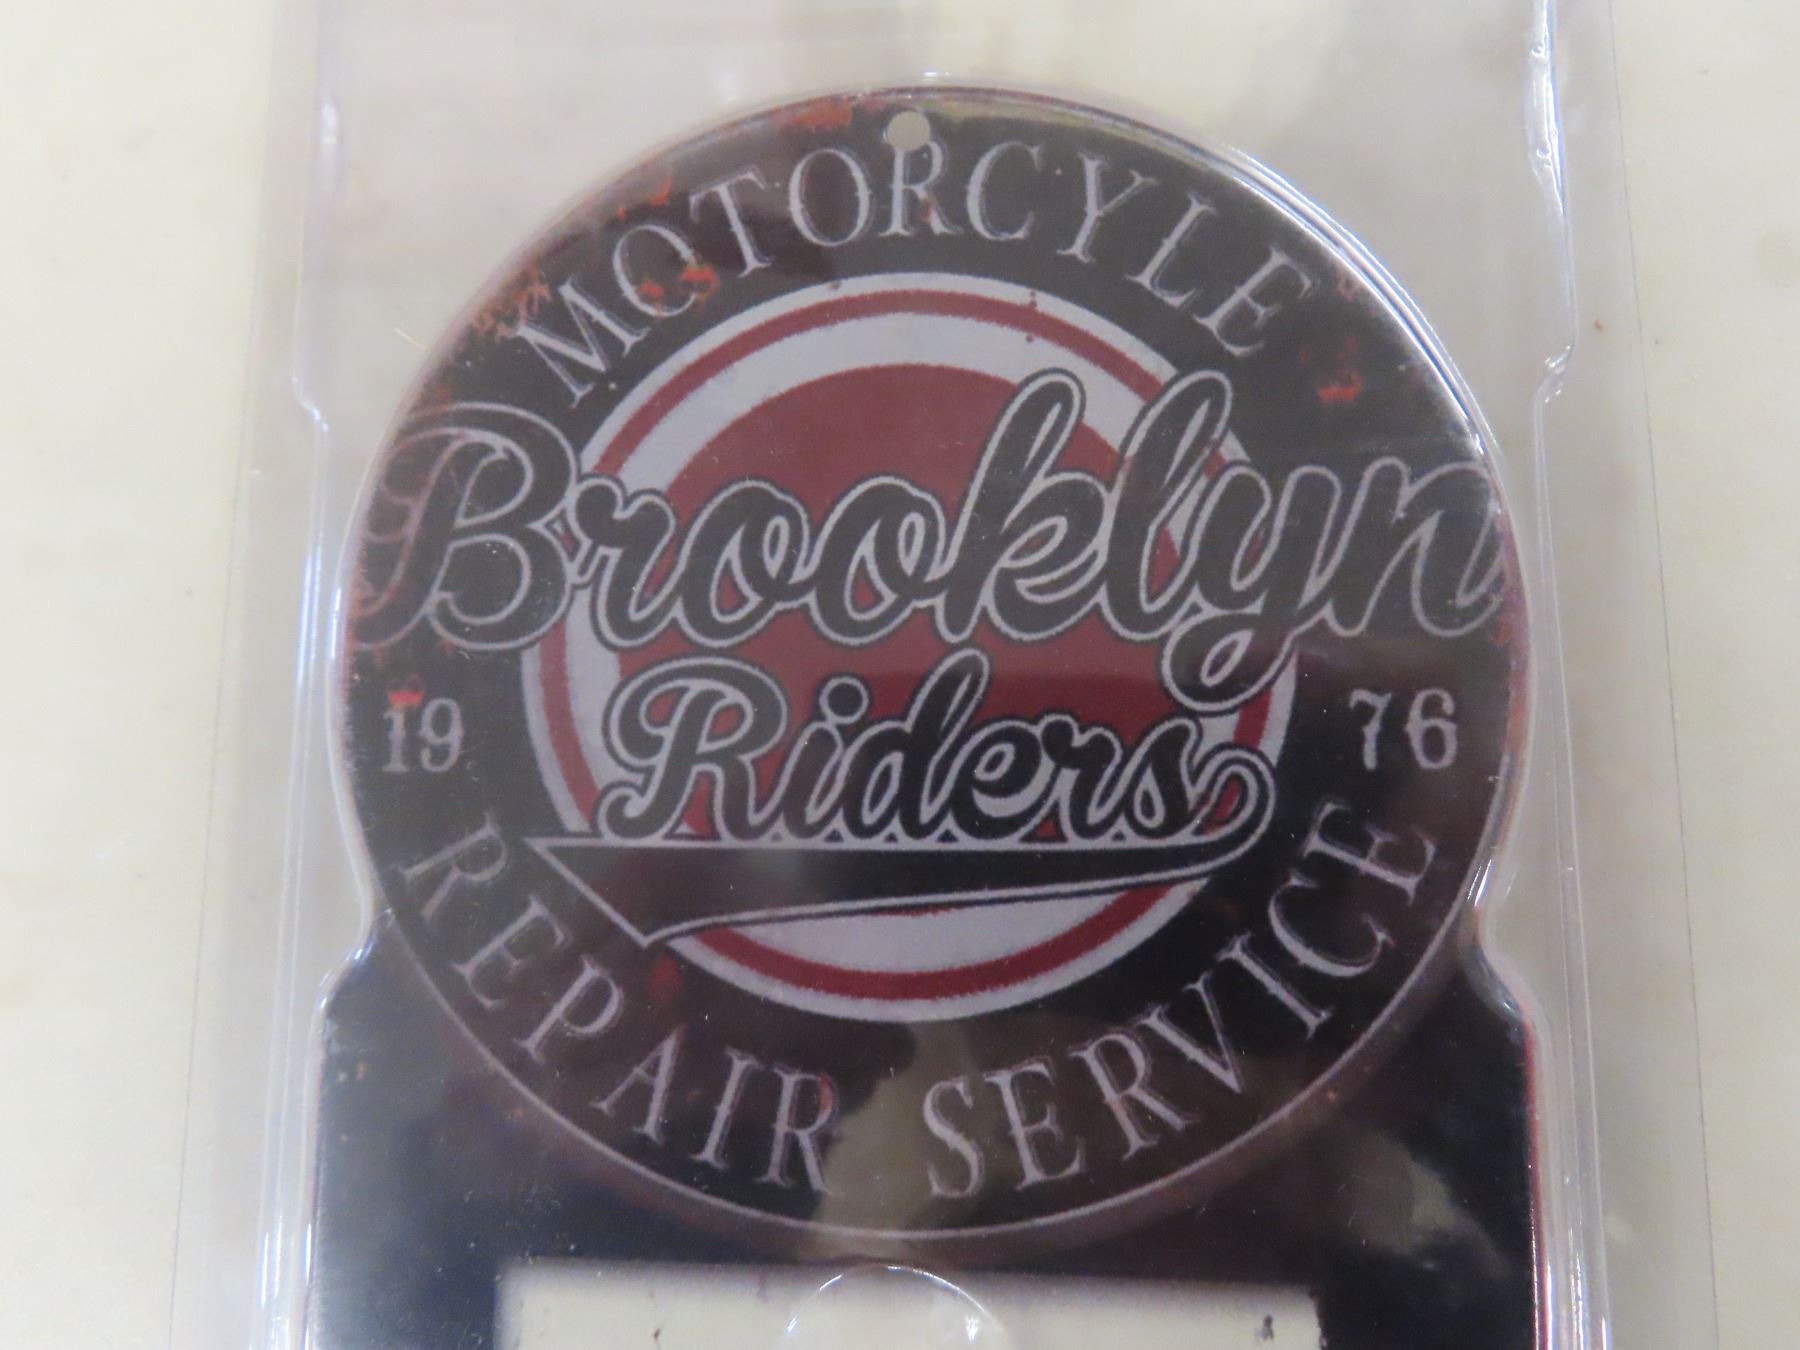 MOTORCYLE
Brooklyn
Riders
19 76
REPAIR SERVICE